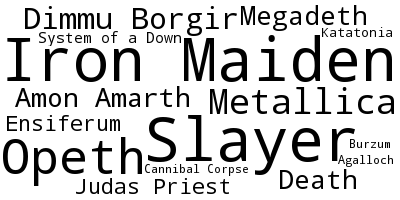 Dimmu Borgir
Megadeth
System of a Down
Katatonia
Iron Maiden
Amon Amarth
Metallica
Ensiferum
Slayer
Opeth
Burzum
Cannibal Corpse
Agalloch
Judas Priest
Death